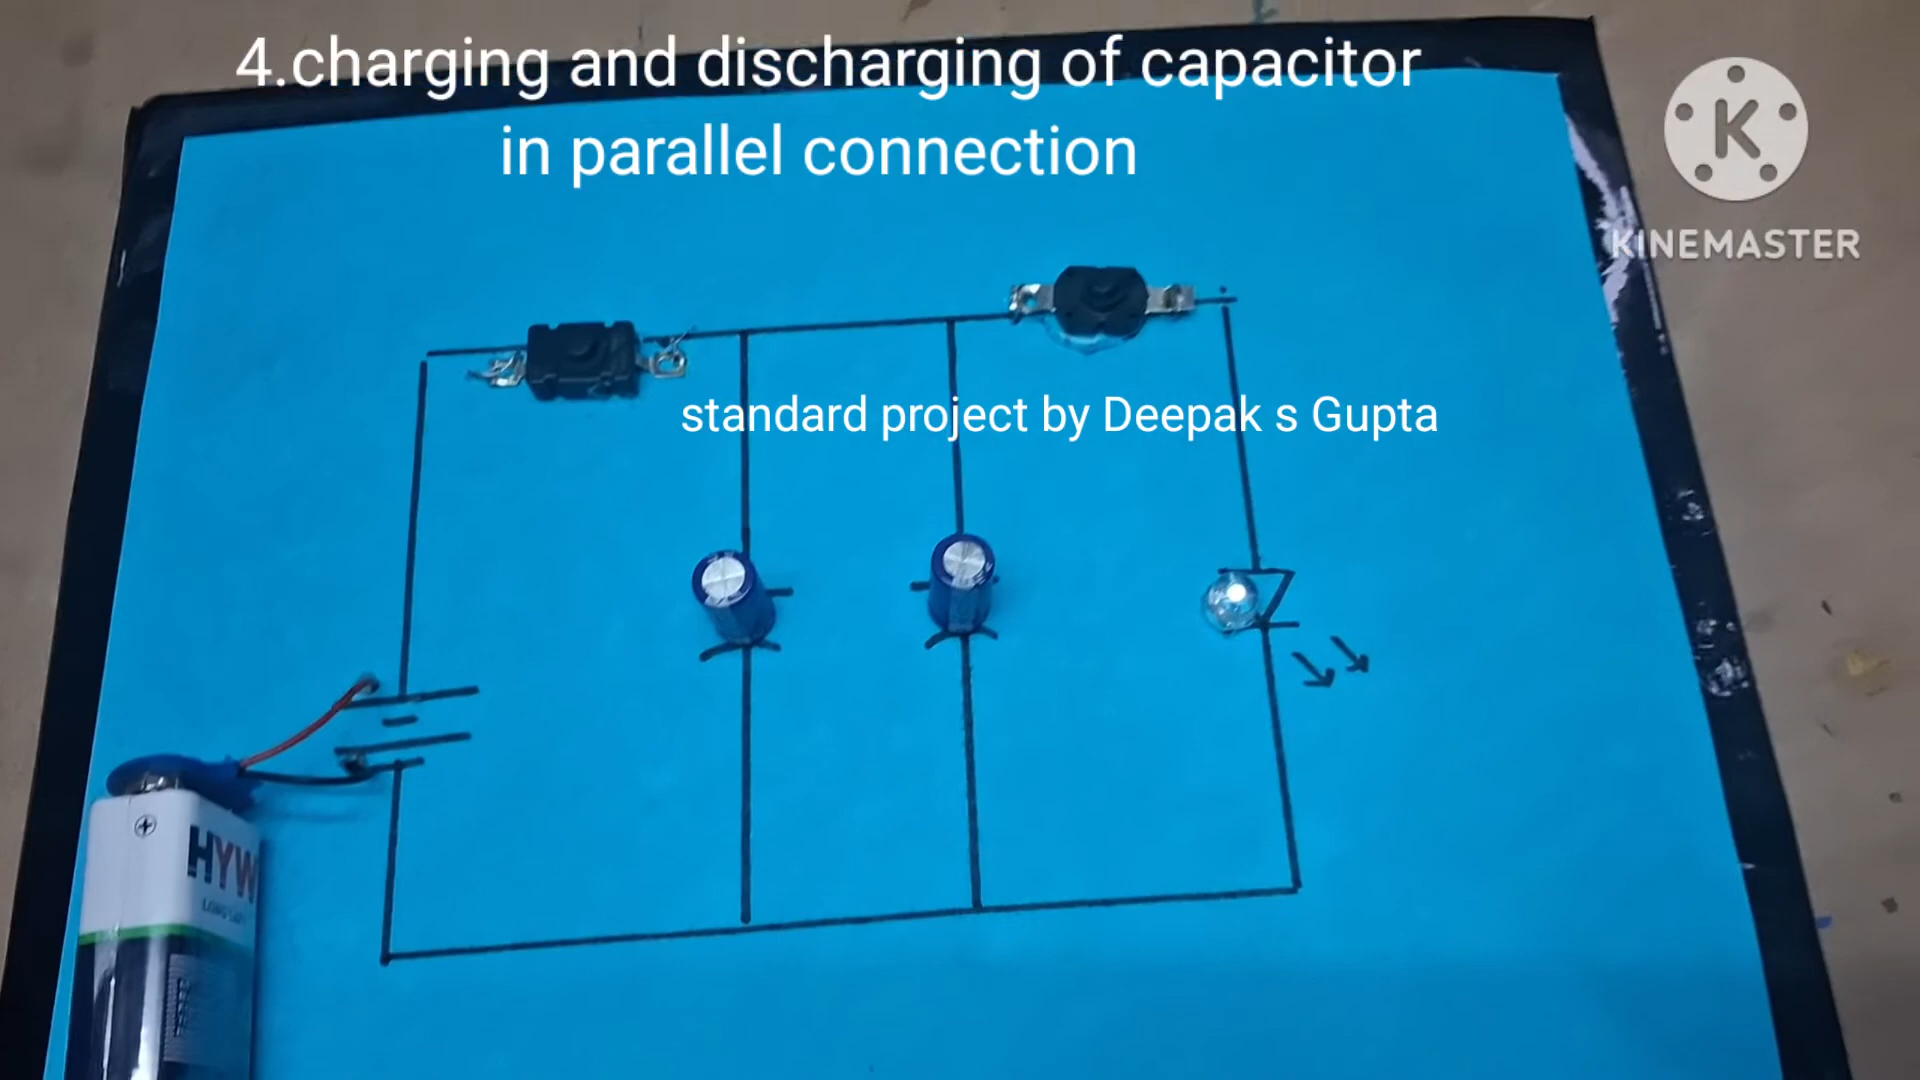 4.charging and discharging of capacitor
in parallel connection
K
KINEMASTER
standard project by Deepak s Gupta
HYW